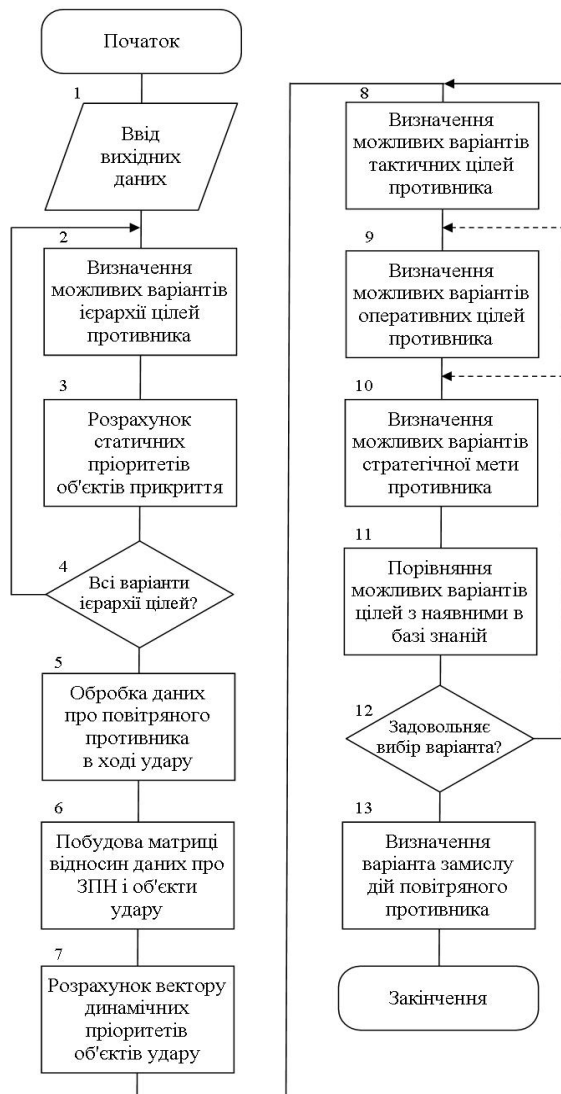 Початок
1
Ввід
вихідних
даних
2
Визначення
можливих варіантів
ієрархії цілей
противника
3
Розрахунок
статичних
пріоритетів
об'єктів прикриття
4
Всі варіанти
ієрархії цілей?
5
Обробка даних
про повітряного
противника
в ході удару
6
Побудова матриці
відносин даних про
ЗПН і об'єкти
удару
7
Розрахунок вектору
динамічних
пріоритетів
об'єктів удару
8
Визначення
можливих варіантів
тактичних цілей
противника
9
Визначення
можливих варіантів
оперативних цілей
противника
10
Визначення
можливих варіантів
стратегічної мети
противника
11
Порівняння
можливих варіантів
цілей з наявними в
базі знаній
12
Задовольняє
вибір варіанта?
13
Визначення
варіанта замислу
дій повітряного
противника
Закінчення